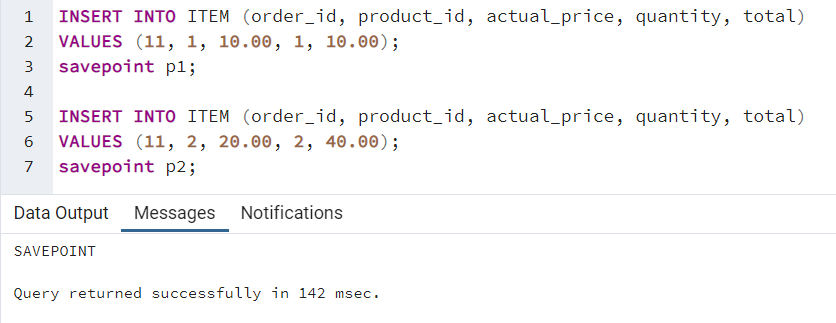 1 INSERT INTO ITEM (order_id, product_id, actual_price, quantity, total)
2 VALUES (11, 1, 10.00, 1, 10.00);
3 savepoint p1;
4
5 INSERT INTO ITEM (order_id, product_id, actual_price, quantity, total)
6 VALUES (11, 2, 20.00, 2, 40.00);
7 savepoint p2;
Data Output Messages Notifications
SAVEPOINT
Query returned successfully in 142 msec.